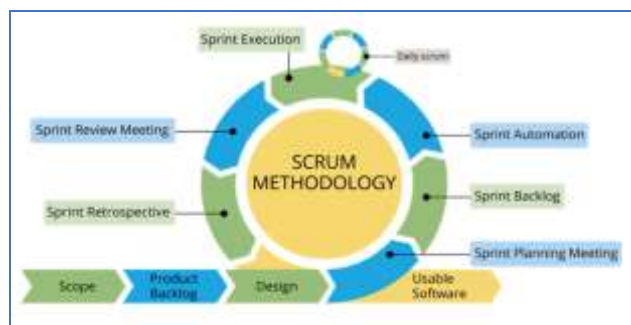 Sprint Execution
Daily scrum
Sprint Review Meeting
Sprint Automation
SCRUM
METHODOLOGY
Sprint Retrospective
Sprint Backlog
Sprint Planning Meeting
Scope
Product
Backlog
Design
Usable
Software